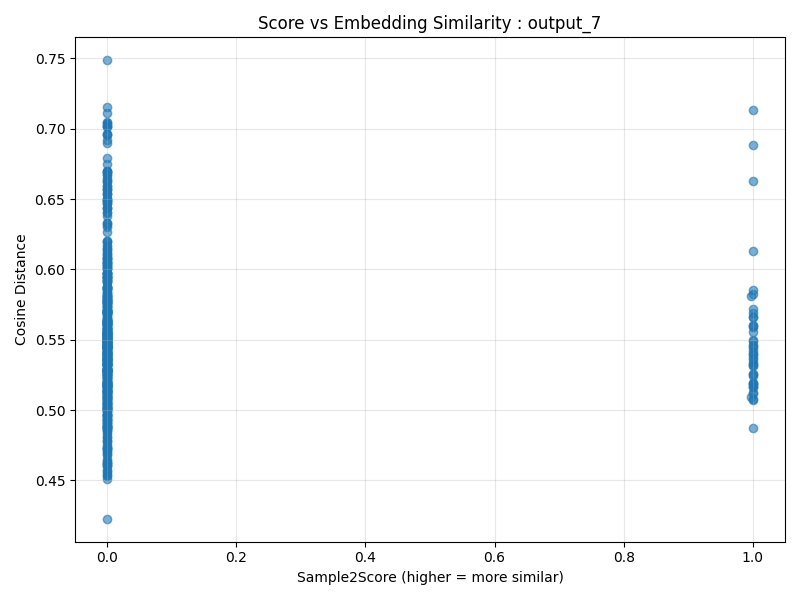 Score vs Embedding Similarity : output_7
Cosine Distance
0.75
0.70
0.65
0.60
0.55
0.50
0.45
0.0 0.2 0.4 0.6 0.8 1.0
Sample2Score (higher = more similar)